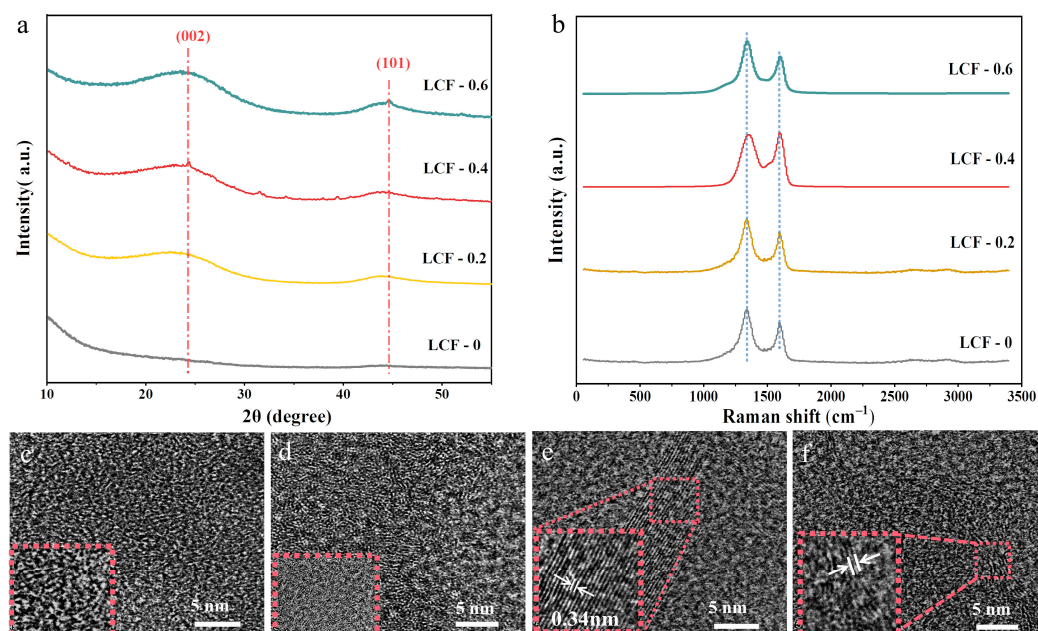 a
(002)
(101)
LCF - 0.6
LCF - 0.4
LCF - 0.2
LCF - 0
Intensity( a.u.)
10 20 30 40 50
2θ (degree)
b
LCF - 0.6
LCF - 0.4
LCF - 0.2
LCF - 0
Intensity (a.u.)
0 500 1000 1500 2000 2500 3000 3500
Raman shift (cm⁻¹)
c
5 nm
d
5 nm
e
0.34nm
5 nm
f
5 nm